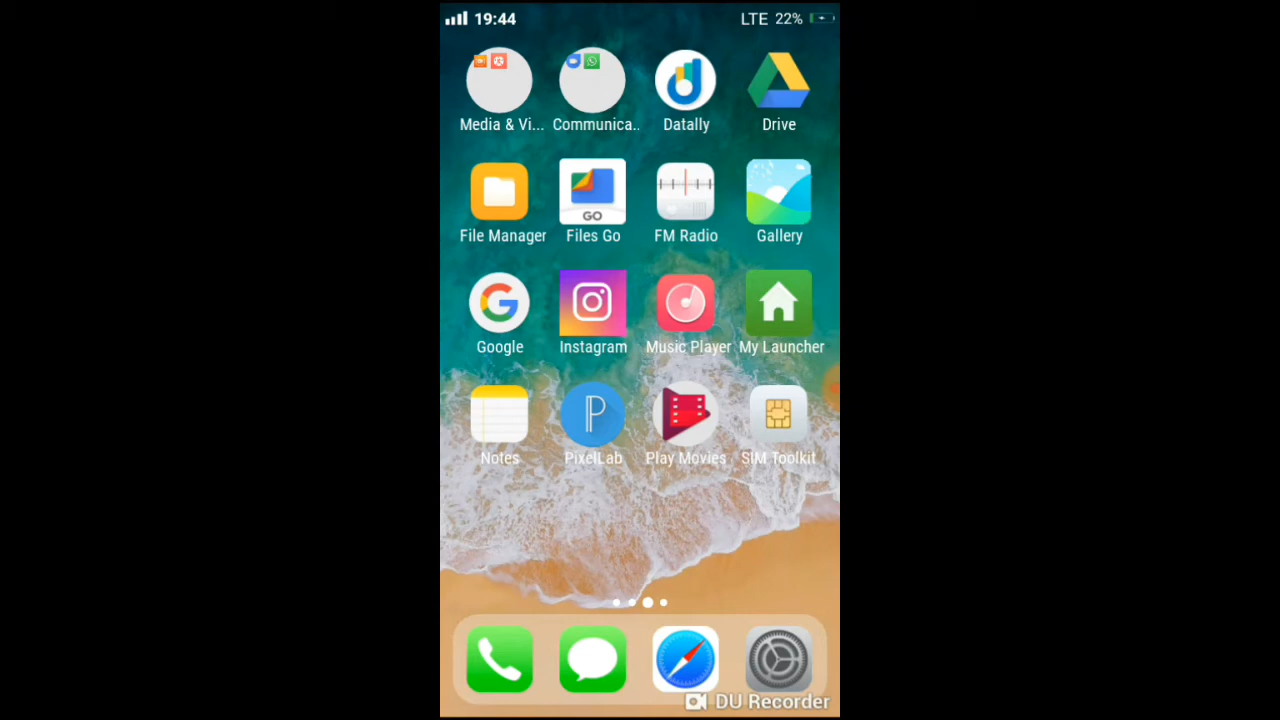 19:44 LTE 22%
Media & Vi... Communica.. Datally Drive
GO
File Manager Files Go FM Radio Gallery
Google Instagram Music Player My Launcher
P
Notes PixelLab Play Movies SIM Toolkit
DU Recorder